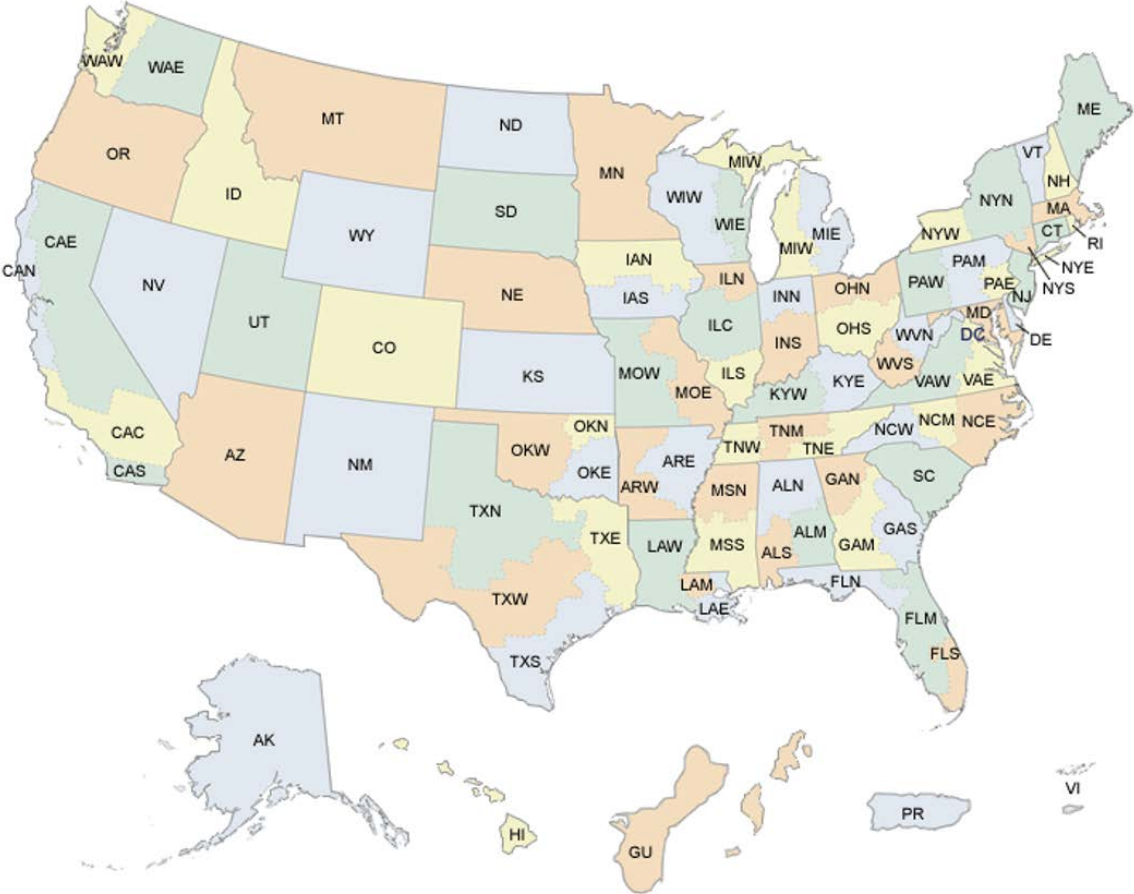 WAW
WAE
MT
ND
MN
ME
OR
ID
SD
WIW
WIE
MIW
MIW
MIE
VT
NH
NYN
MA
NYW
CT
RI
CAE
WY
IAN
ILN
PAM
NYE
CAN
NV
NE
IAS
INN
OHN
PAW
PAE
NYS
NJ
UT
CO
ILC
OHS
MD
DC
DE
INS
WVN
KS
MOW
ILS
WVS
KYE
VAW
VAE
MOE
KYW
CAC
OKN
TNM
NCW
NCM
NCE
AZ
NM
OKW
TNW
TNE
CAS
OKE
ARE
ARW
MSN
ALN
GAN
SC
TXN
TXE
LAW
MSS
ALS
ALM
GAM
GAS
TXW
LAM
LAE
FLN
FLM
TXS
FLS
AK
HI
GU
PR
VI